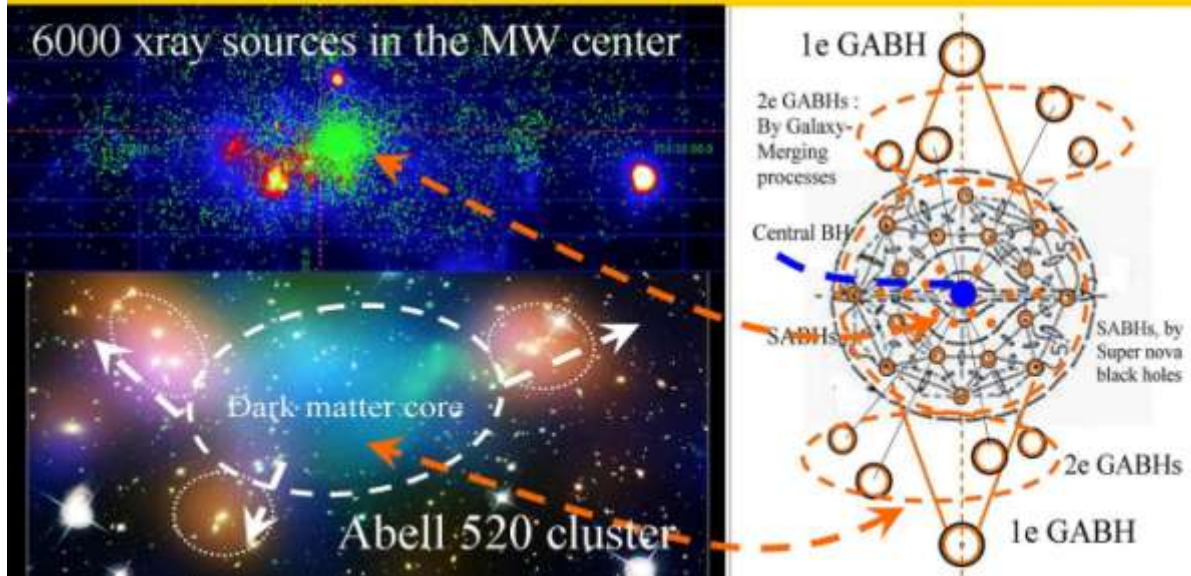 6000 xray sources in the MW center
Dark matter core
Abell 520 cluster
1e GABH
2e GABHs :
By Galaxy-
Merging
processes
Central BH
SABHs
SABHs, by
Super nova
black holes
2e GABHs
1e GABH